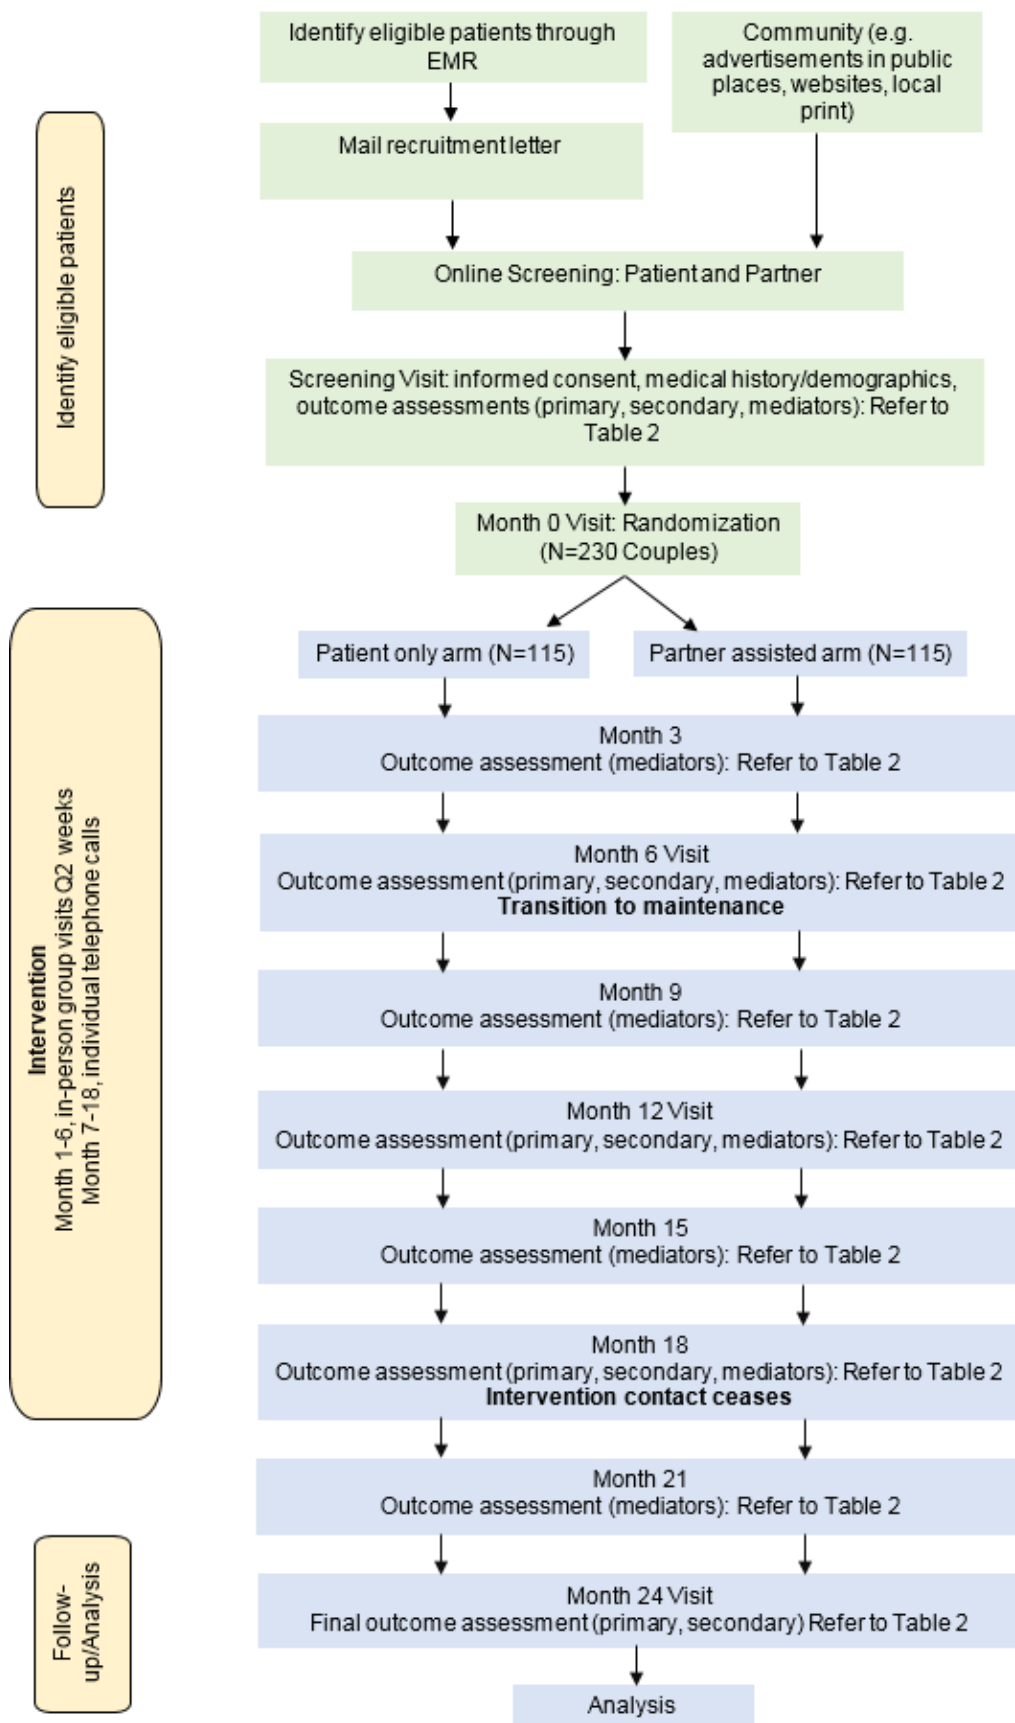 Identify eligible patients through
EMR
Community (e.g.
advertisements in public
places, websites, local
print)
Mail recruitment letter
Identify eligible patients
Online Screening: Patient and Partner
Screening Visit: informed consent, medical history/demographics,
outcome assessments (primary, secondary, mediators): Refer to
Table 2
Month 0 Visit: Randomization
(N=230 Couples)
Patient only arm (N=115)
Partner assisted arm (N=115)
Intervention
Month 1-6, in-person group visits Q2 weeks
Month 7-18, individual telephone calls
Month 3
Outcome assessment (mediators): Refer to Table 2
Month 6 Visit
Outcome assessment (primary, secondary, mediators): Refer to Table 2
Transition to maintenance
Month 9
Outcome assessment (mediators): Refer to Table 2
Month 12 Visit
Outcome assessment (primary, secondary, mediators): Refer to Table 2
Month 15
Outcome assessment (mediators): Refer to Table 2
Month 18
Outcome assessment (primary, secondary, mediators): Refer to Table 2
Intervention contact ceases
Month 21
Outcome assessment (mediators): Refer to Table 2
Follow-
up/Analysis
Month 24 Visit
Final outcome assessment (primary, secondary) Refer to Table 2
Analysis